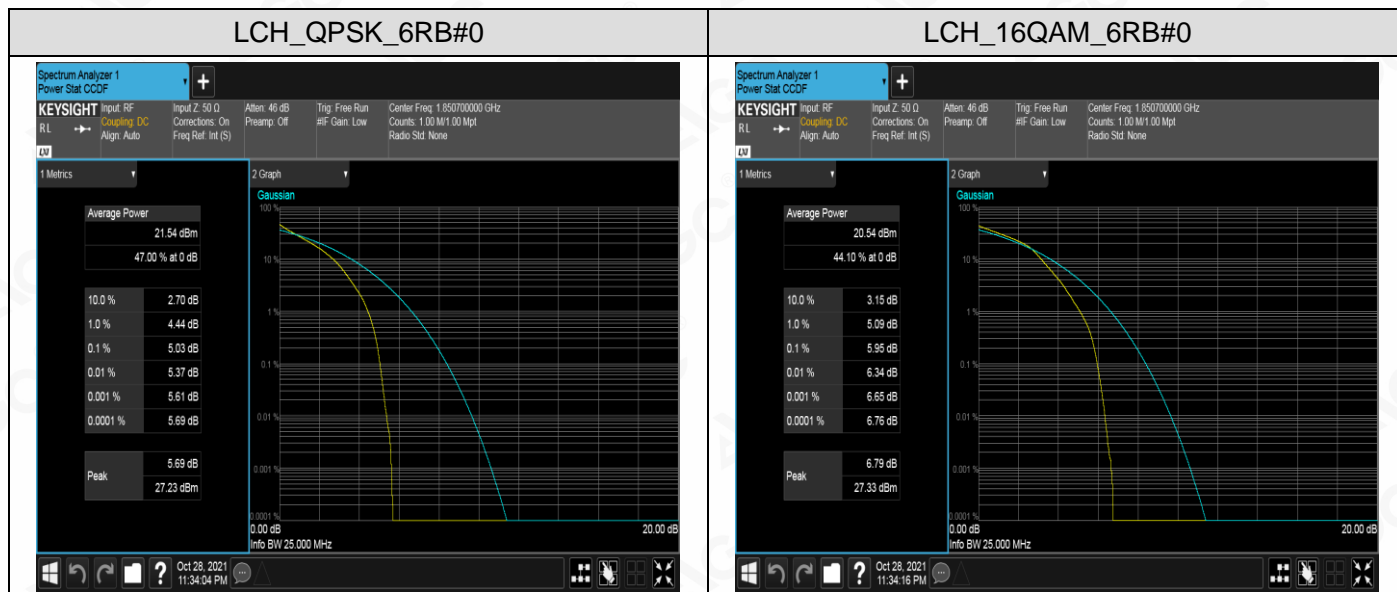 LCH_QPSK_6RB#0
Spectrum Analyzer 1
Power Stat CCDF
+
KEYSIGHT
RL
LXI
Input: RF
Coupling: DC
Align: Auto
Input Z: 50 Ω
Corrections: On
Freq Ref: Int (S)
Atten: 46 dB
Preamp: Off
Trig: Free Run
#IF Gain: Low
Center Freq: 1.850700000 GHz
Counts: 1.00 M/1.00 Mpt
Radio Std: None
1 Metrics
Average Power
21.54 dBm
47.00 % at 0 dB
10.0 % 2.70 dB
1.0 % 4.44 dB
0.1 % 5.03 dB
0.01 % 5.37 dB
0.001 % 5.61 dB
0.0001 % 5.69 dB
Peak
5.69 dB
27.23 dBm
2 Graph
Gaussian
100 %
10 %
1 %
0.1 %
0.01 %
0.001 %
0.0001 %
0.00 dB 20.00 dB
Info BW 25.000 MHz
?
Oct 28, 2021
11:34:04 PM
LCH_16QAM_6RB#0
Spectrum Analyzer 1
Power Stat CCDF
+
KEYSIGHT
RL
LXI
Input: RF
Coupling: DC
Align: Auto
Input Z: 50 Ω
Corrections: On
Freq Ref: Int (S)
Atten: 46 dB
Preamp: Off
Trig: Free Run
#IF Gain: Low
Center Freq: 1.850700000 GHz
Counts: 1.00 M/1.00 Mpt
Radio Std: None
1 Metrics
Average Power
20.54 dBm
44.10 % at 0 dB
10.0 % 3.15 dB
1.0 % 5.09 dB
0.1 % 5.95 dB
0.01 % 6.34 dB
0.001 % 6.65 dB
0.0001 % 6.76 dB
Peak
6.79 dB
27.33 dBm
2 Graph
Gaussian
100 %
10 %
1 %
0.1 %
0.01 %
0.001 %
0.0001 %
0.00 dB 20.00 dB
Info BW 25.000 MHz
?
Oct 28, 2021
11:34:16 PM